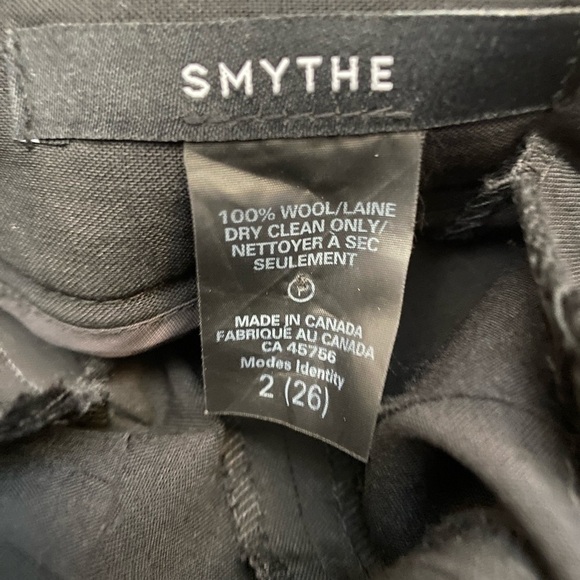 SMYTHE
100% WOOL/LAINE
DRY CLEAN ONLY/
NETTOYER À SEC
SEULEMENT
P
MADE IN CANADA
FABRIQUÉ AU CANADA
CA 45756
Modes Identity
2 (26)